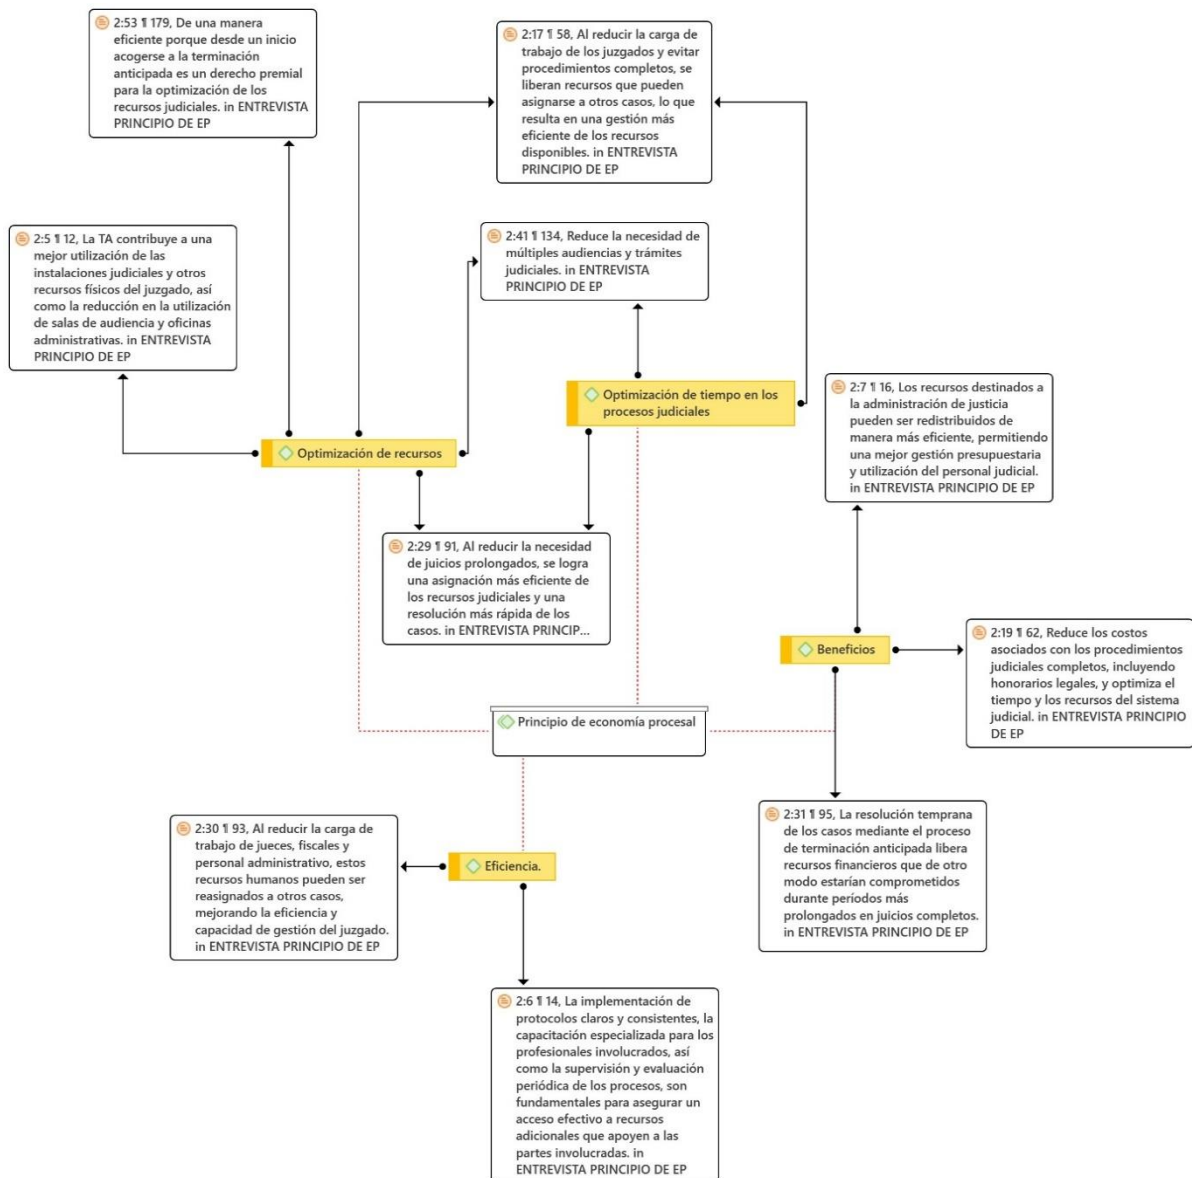 2:53 ¶ 179, De una manera
eficiente porque desde un inicio
acogerse a la terminación
anticipada es un derecho premial
para la optimización de los
recursos judiciales. in ENTREVISTA
PRINCIPIO DE EP
2:17 ¶ 58, Al reducir la carga de
trabajo de los juzgados y evitar
procedimientos completos, se
liberan recursos que pueden
asignarse a otros casos, lo que
resulta en una gestión más
eficiente de los recursos
disponibles. in ENTREVISTA
PRINCIPIO DE EP
2:5 ¶ 12, La TA contribuye a una
mejor utilización de las
instalaciones judiciales y otros
recursos físicos del juzgado, así
como la reducción en la utilización
de salas de audiencia y oficinas
administrativas. in ENTREVISTA
PRINCIPIO DE EP
2:41 ¶ 134, Reduce la necesidad de
múltiples audiencias y trámites
judiciales. in ENTREVISTA
PRINCIPIO DE EP
Optimización de tiempo en los
procesos judiciales
2:7 ¶ 16, Los recursos destinados a
la administración de justicia
pueden ser redistribuidos de
manera más eficiente, permitiendo
una mejor gestión presupuestaria
y utilización del personal judicial.
in ENTREVISTA PRINCIPIO DE EP
Optimización de recursos
2:29 ¶ 91, Al reducir la necesidad
de juicios prolongados, se logra
una asignación más eficiente de
los recursos judiciales y una
resolución más rápida de los
casos. in ENTREVISTA PRINCIP...
Beneficios
2:19 ¶ 62, Reduce los costos
asociados con los procedimientos
judiciales completos, incluyendo
honorarios legales, y optimiza el
tiempo y los recursos del sistema
judicial. in ENTREVISTA PRINCIPIO
DE EP
Principio de economía procesal
2:31 ¶ 95, La resolución temprana
de los casos mediante el proceso
de terminación anticipada libera
recursos financieros que de otro
modo estarían comprometidos
durante períodos más
prolongados en juicios completos.
in ENTREVISTA PRINCIPIO DE EP
2:30 ¶ 93, Al reducir la carga de
trabajo de jueces, fiscales y
personal administrativo, estos
recursos humanos pueden ser
reasignados a otros casos,
mejorando la eficiencia y
capacidad de gestión del juzgado.
in ENTREVISTA PRINCIPIO DE EP
Eficiencia.
2:6 ¶ 14, La implementación de
protocolos claros y consistentes, la
capacitación especializada para los
profesionales involucrados, así
como la supervisión y evaluación
periódica de los procesos, son
fundamentales para asegurar un
acceso efectivo a recursos
adicionales que apoyen a las
partes involucradas. in
ENTREVISTA PRINCIPIO DE EP